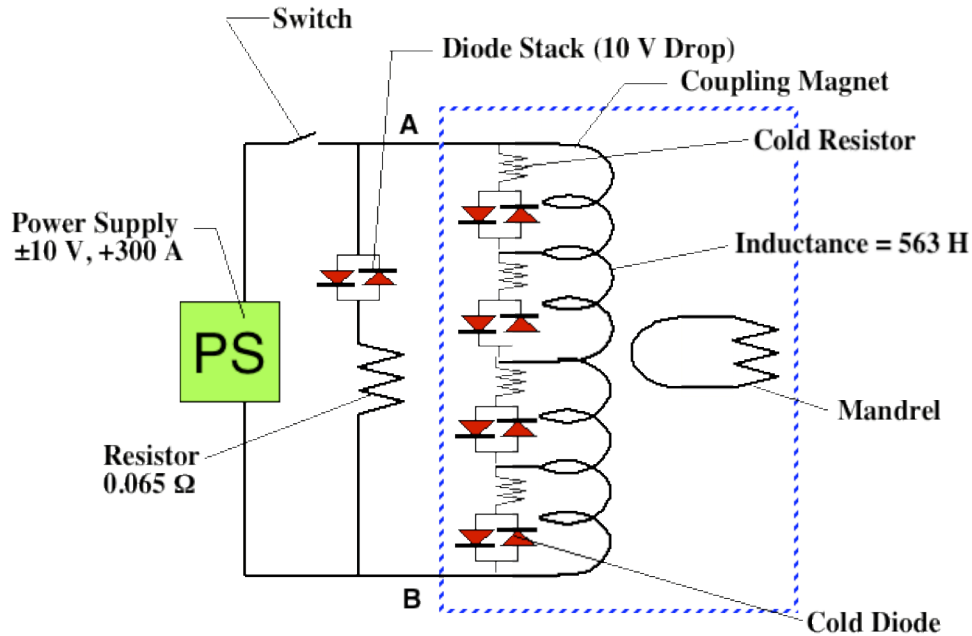 Switch
Diode Stack (10 V Drop)
Coupling Magnet
A
Cold Resistor
Power Supply
±10 V, +300 A
Inductance = 563 H
PS
Mandrel
Resistor
0.065 Ω
B
Cold Diode